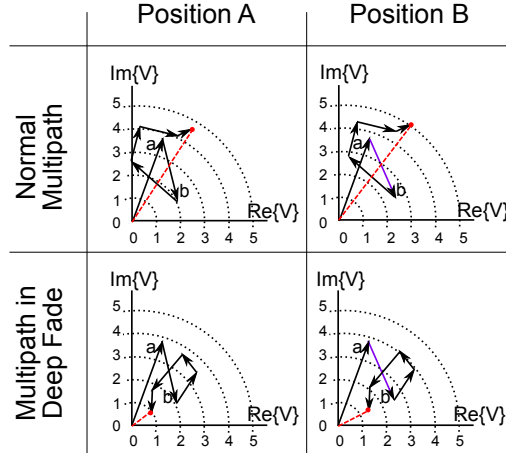 Position A
Position B
Normal
Multipath
Im{V}
5
4
3
2
1
0
a
b
Re{V}
0 1 2 3 4 5
Im{V}
5
4
3
2
1
0
a
b
Re{V}
0 1 2 3 4 5
Multipath in
Deep Fade
Im{V}
5
4
3
2
1
0
a
b
Re{V}
0 1 2 3 4 5
Im{V}
5
4
3
2
1
0
a
b
Re{V}
0 1 2 3 4 5